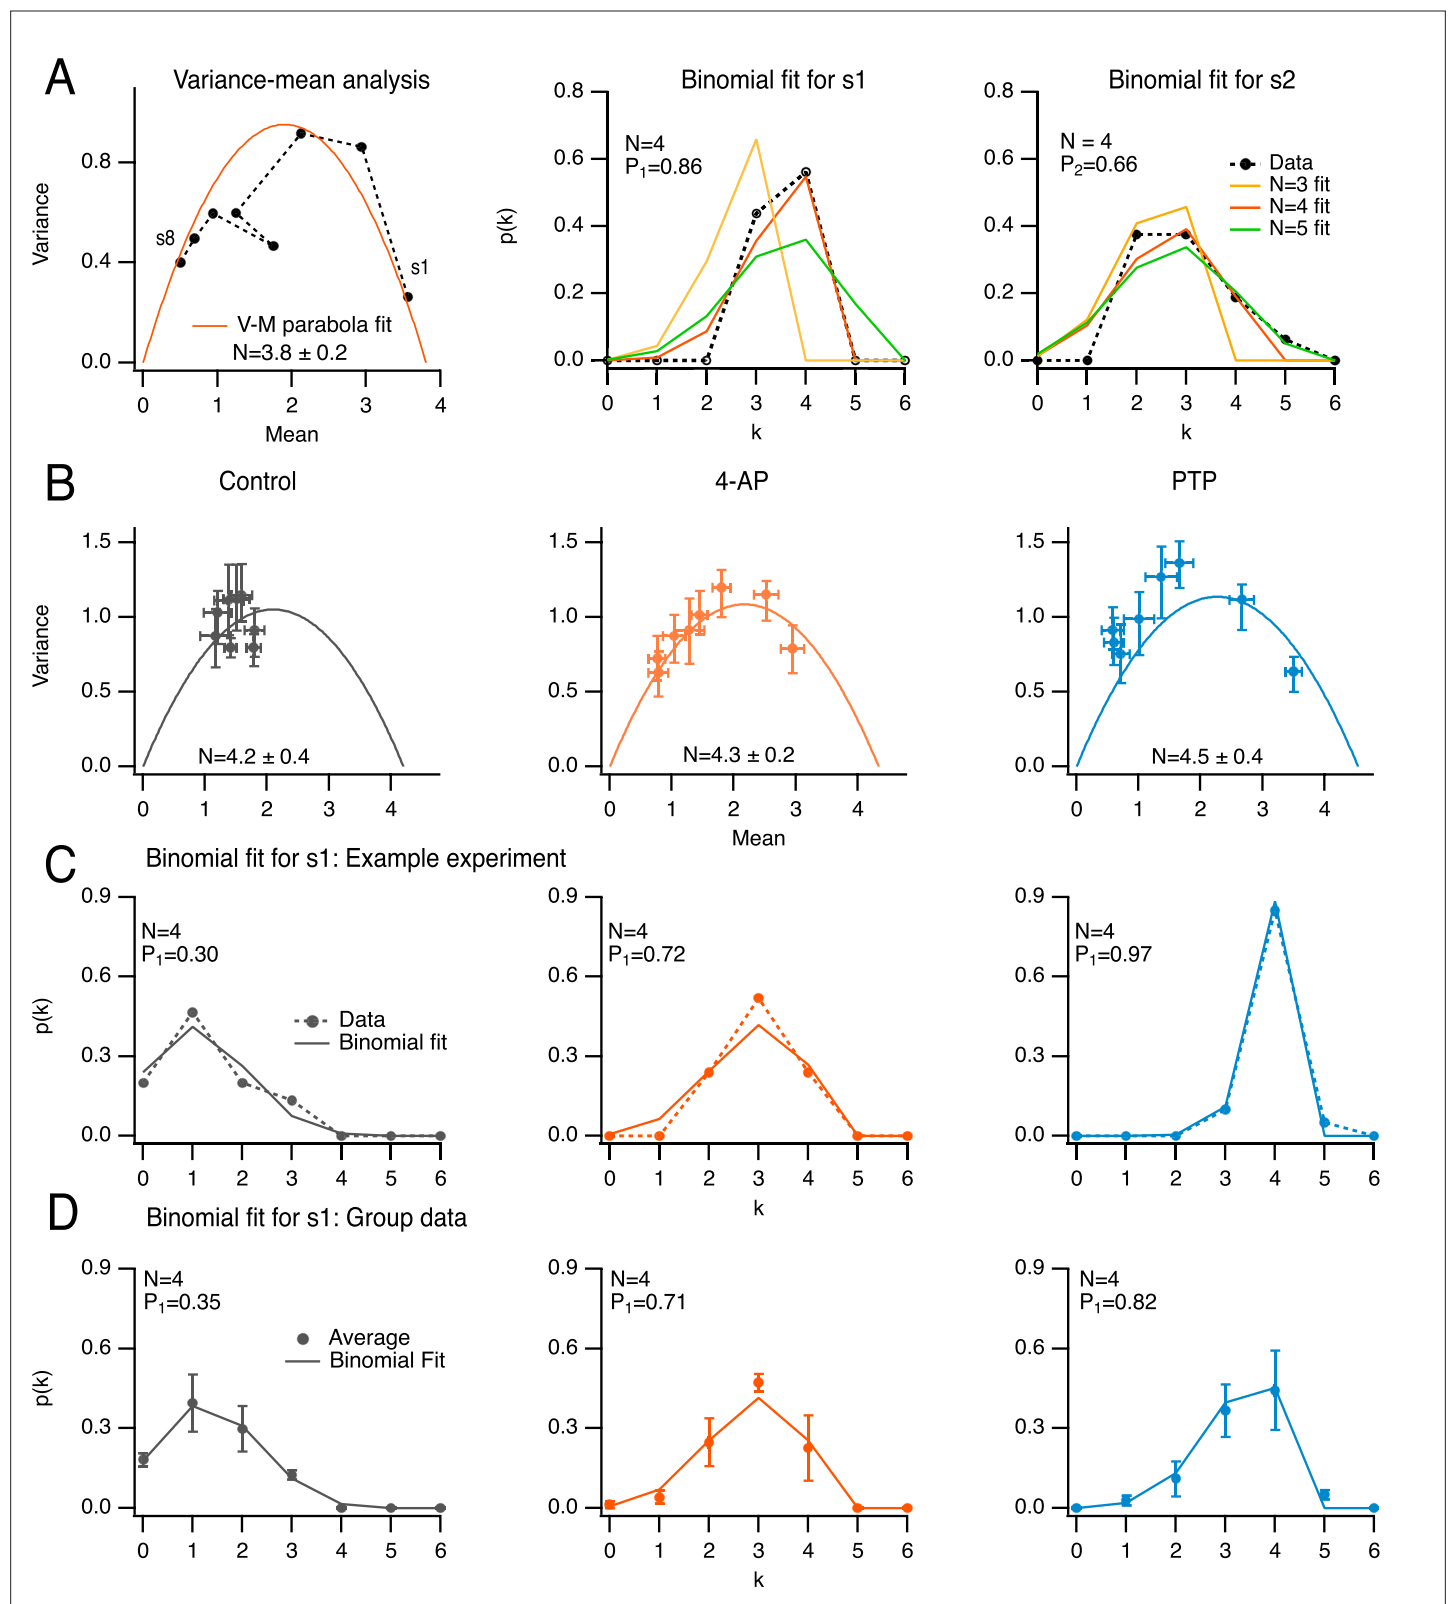 A
Variance-mean analysis
Variance
0.8
0.4
0.0
s8
s1
V-M parabola fit
N=3.8 ± 0.2
0 1 2 3 4
Mean
Binomial fit for s1
p(k)
0.8
0.6
0.4
0.2
0.0
N=4
P1=0.86
0 1 2 3 4 5 6
k
Binomial fit for s2
0.8
0.6
0.4
0.2
0.0
N = 4
P2=0.66
Data
N=3 fit
N=4 fit
N=5 fit
0 1 2 3 4 5 6
k
B
Control
Variance
1.5
1.0
0.5
0.0
N=4.2 ± 0.4
0 1 2 3 4
4-AP
1.5
1.0
0.5
0.0
N=4.3 ± 0.2
0 1 2 3 4
Mean
PTP
1.5
1.0
0.5
0.0
N=4.5 ± 0.4
0 1 2 3 4
C
Binomial fit for s1: Example experiment
p(k)
0.9
0.6
0.3
0.0
N=4
P1=0.30
Data
Binomial fit
0 1 2 3 4 5 6
0.9
0.6
0.3
0.0
N=4
P1=0.72
0 1 2 3 4 5 6
k
0.9
0.6
0.3
0.0
N=4
P1=0.97
0 1 2 3 4 5 6
D
Binomial fit for s1: Group data
p(k)
0.9
0.6
0.3
0.0
N=4
P1=0.35
Average
Binomial Fit
0 1 2 3 4 5 6
0.9
0.6
0.3
0.0
N=4
P1=0.71
0 1 2 3 4 5 6
k
0.9
0.6
0.3
0.0
N=4
P1=0.82
0 1 2 3 4 5 6